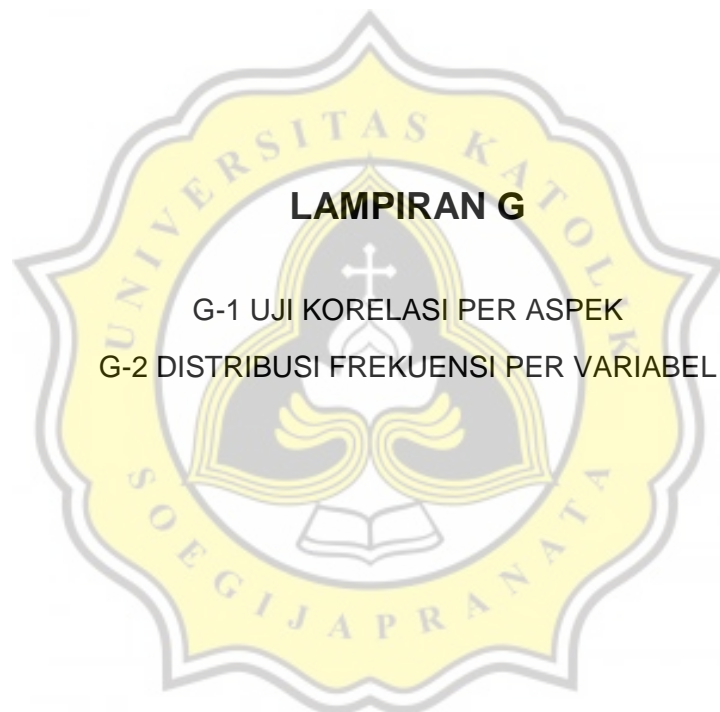 UNIVERSITAS KATOLIK
LAMPIRAN G
G-1 UJI KORELASI PER ASPEK
G-2 DISTRIBUSI FREKUENSI PER VARIABEL
SOEGIJAPRANATA